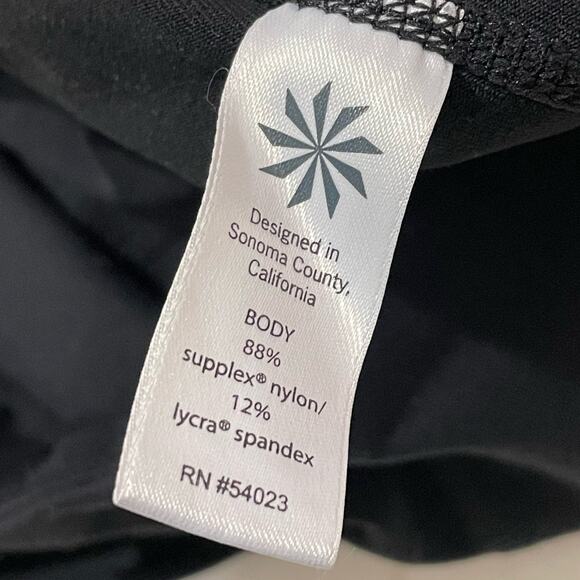 Designed in
Sonoma County,
California
BODY
88%
supplex® nylon/
12%
lycra® spandex
RN #54023